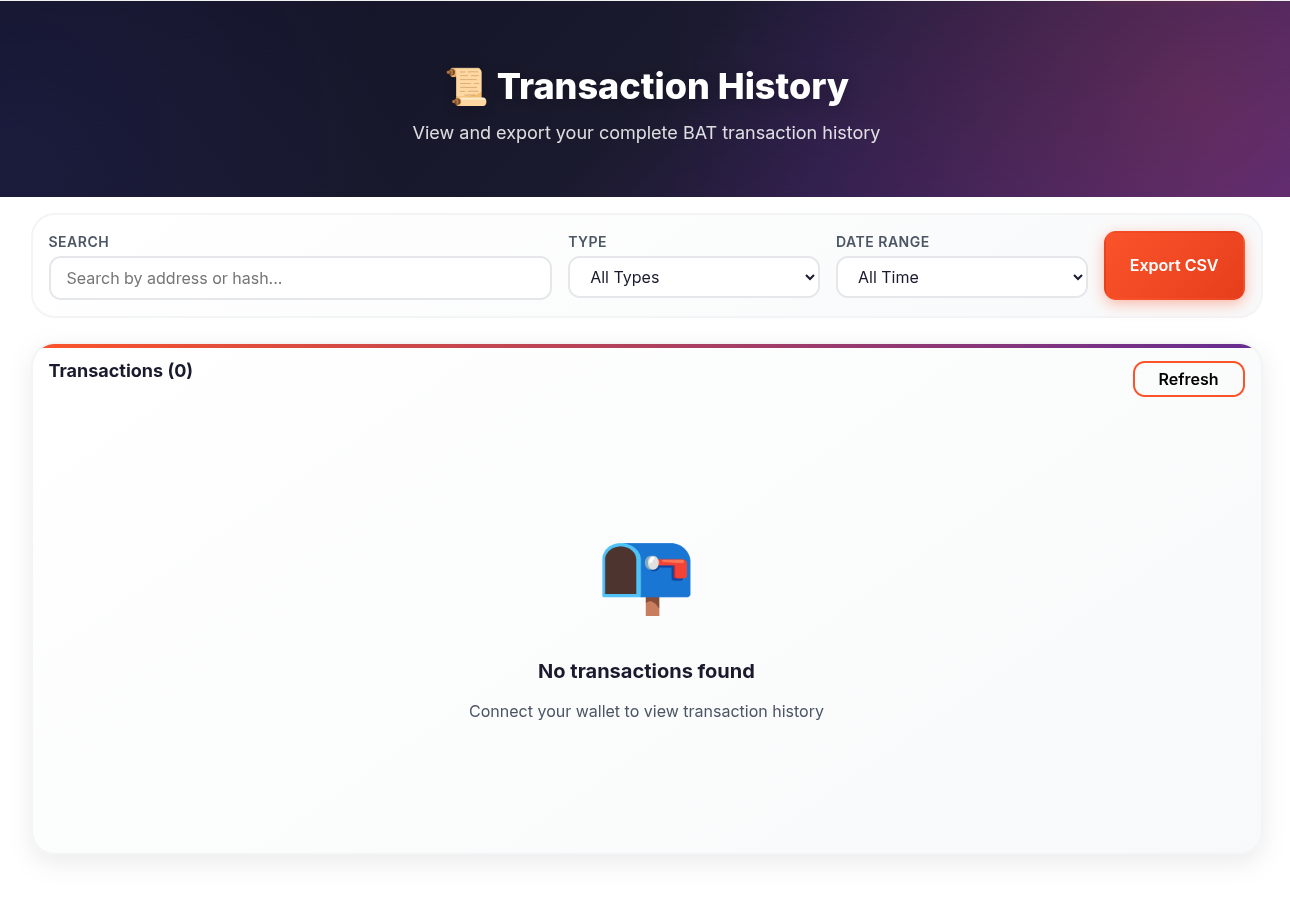 📜 Transaction History
View and export your complete BAT transaction history
SEARCH
Search by address or hash...
TYPE
All Types
DATE RANGE
All Time
Export CSV
Transactions (0)
Refresh
No transactions found
Connect your wallet to view transaction history